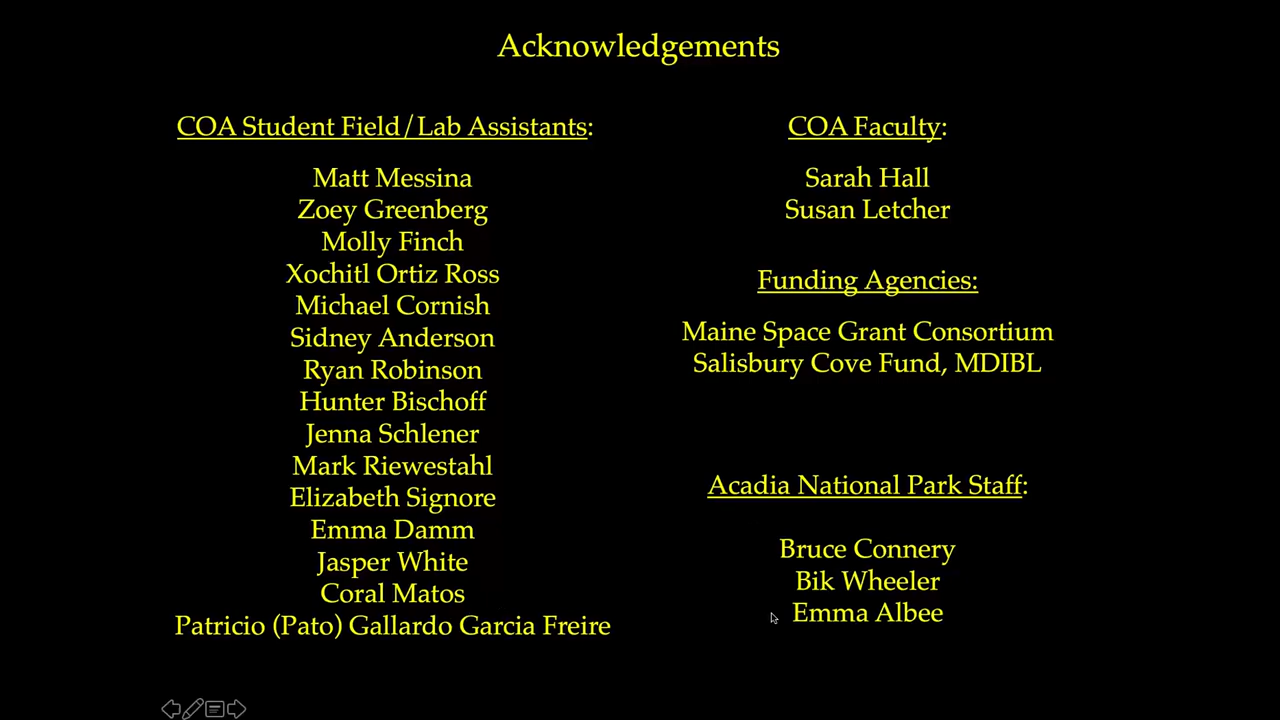 Acknowledgements
COA Student Field/Lab Assistants:
Matt Messina
Zoey Greenberg
Molly Finch
Xochitl Ortiz Ross
Michael Cornish
Sidney Anderson
Ryan Robinson
Hunter Bischoff
Jenna Schlener
Mark Riewestahl
Elizabeth Signore
Emma Damm
Jasper White
Coral Matos
Patricio (Pato) Gallardo Garcia Freire
COA Faculty:
Sarah Hall
Susan Letcher
Funding Agencies:
Maine Space Grant Consortium
Salisbury Cove Fund, MDIBL
Acadia National Park Staff:
Bruce Connery
Bik Wheeler
Emma Albee